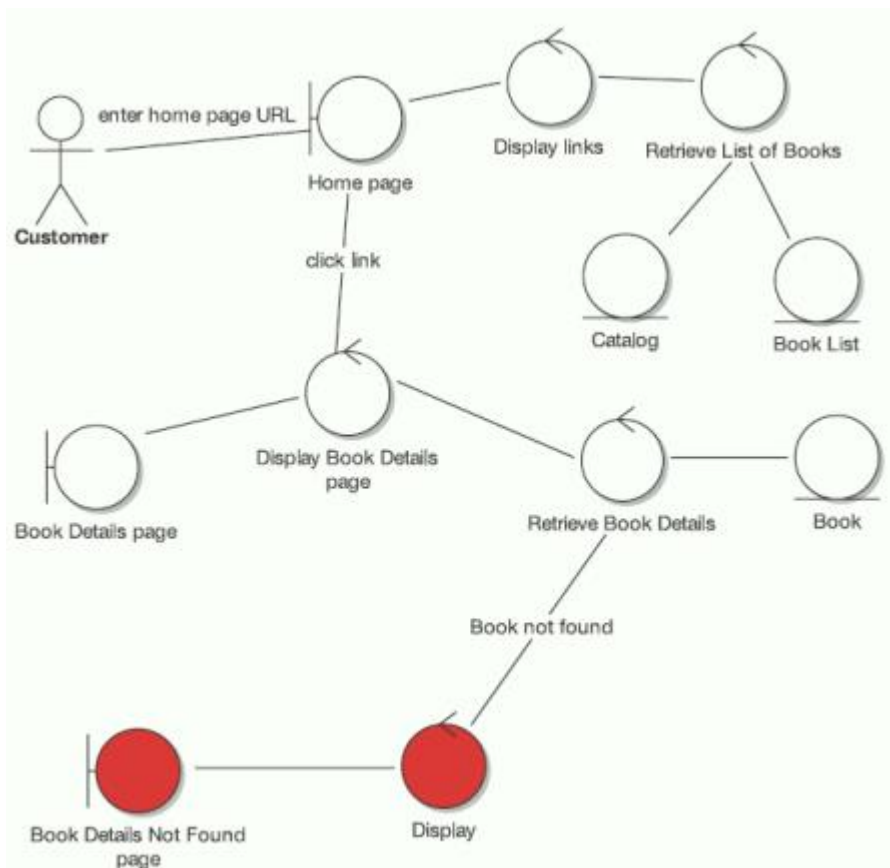 enter home page URL
Display links
Retrieve List of Books
Home page
Customer
click link
Catalog
Book List
Display Book Details
page
Book Details page
Retrieve Book Details
Book
Book not found
Book Details Not Found
page
Display